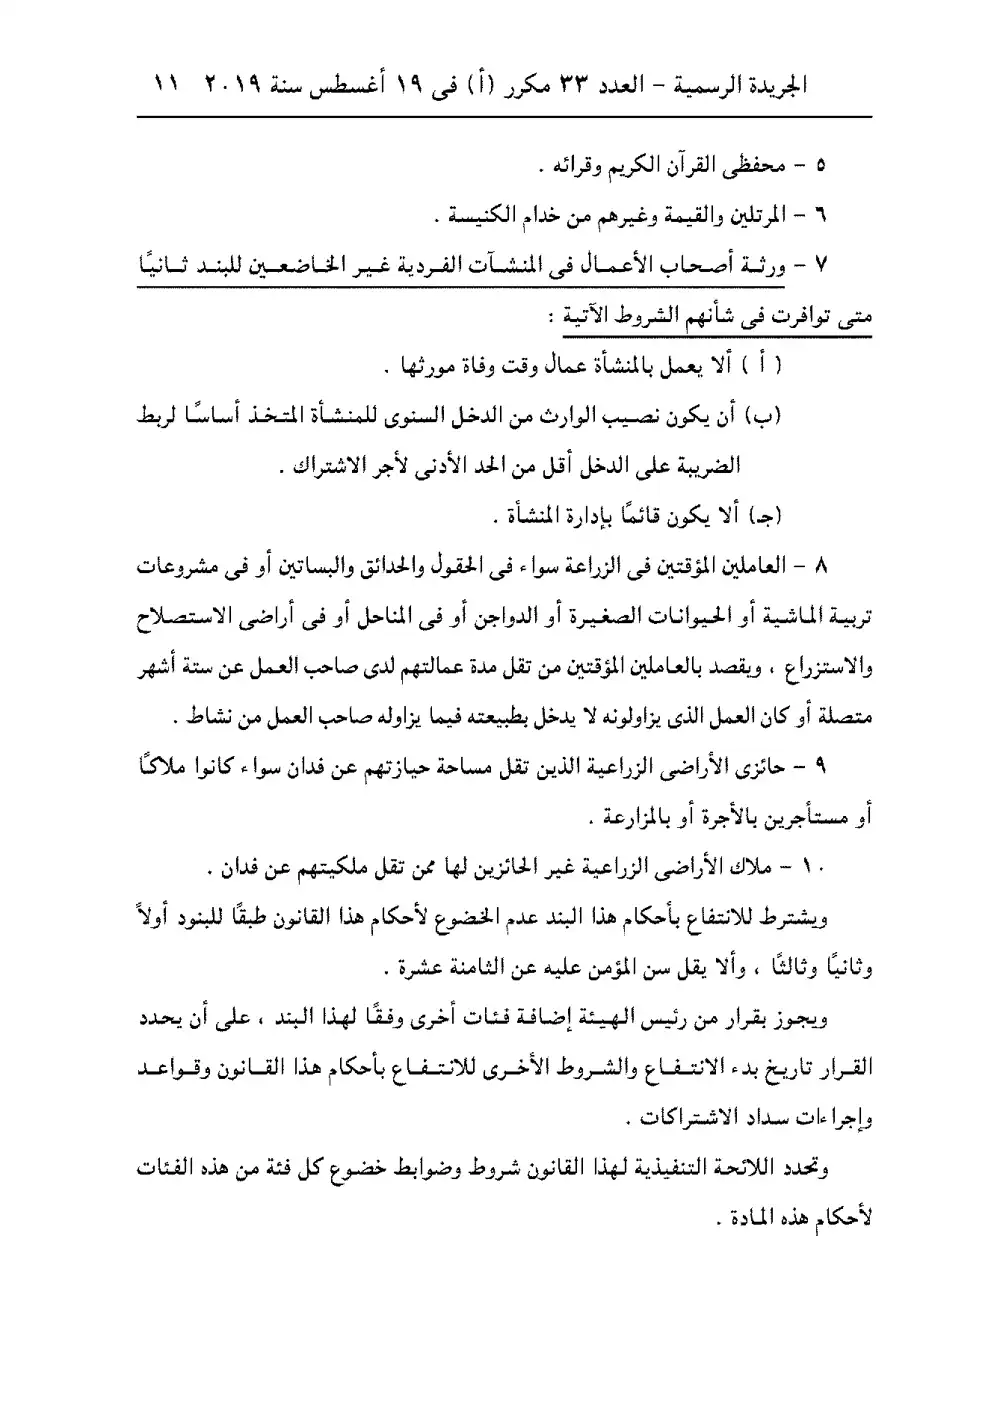 الجريدة الرسمية - العدد ٣٣ مكرر (أ) فى ١٩ أغسطس سنة ٢٠١٩ ١١
٥ - محفظى القرآن الكريم وقرائه .
٦ - المرتلين والقيمة وغيرهم من خدام الكنيسة .
٧ - ورثة أصحاب الأعمال فى المنشآت الفردية غير الخاضعين للبند ثانيًا
متى توافرت فى شأنهم الشروط الآتية :
( أ ) ألا يعمل بالمنشأة عمال وقت وفاة مورثها .
(ب) أن يكون نصيب الوارث من الدخل السنوى للمنشأة المتخذ أساسًا لربط
الضريبة على الدخل أقل من الحد الأدنى لأجر الاشتراك .
(جـ) ألا يكون قائمًا بإدارة المنشأة .
٨ - العاملين المؤقتين فى الزراعة سواء فى الحقول والحدائق والبساتين أو فى مشروعات
تربية الماشية أو الحيوانات الصغيرة أو الدواجن أو فى المناحل أو فى أراضى الاستصلاح
والاستزراع ، ويقصد بالعاملين المؤقتين من تقل مدة عمالتهم لدى صاحب العمل عن ستة أشهر
متصلة أو كان العمل الذى يزاولونه لا يدخل بطبيعته فيما يزاوله صاحب العمل من نشاط .
٩ - حائزى الأراضى الزراعية الذين تقل مساحة حيازتهم عن فدان سواء كانوا ملاكًا
أو مستأجرين بالأجرة أو بالمزارعة .
١٠ - ملاك الأراضى الزراعية غير الحائزين لها ممن تقل ملكيتهم عن فدان .
ويشترط للانتفاع بأحكام هذا البند عدم الخضوع لأحكام هذا القانون طبقًا للبنود أولاً
وثانيًا وثالثًا ، وألا يقل سن المؤمن عليه عن الثامنة عشرة .
ويجوز بقرار من رئيس الهيئة إضافة فئات أخرى وفقًا لهذا البند ، على أن يحدد
القرار تاريخ بدء الانتفاع والشروط الأخرى للانتفاع بأحكام هذا القانون وقواعد
وإجراءات سداد الاشتراكات .
وتحدد اللائحة التنفيذية لهذا القانون شروط وضوابط خضوع كل فئة من هذه الفئات
لأحكام هذه المادة .